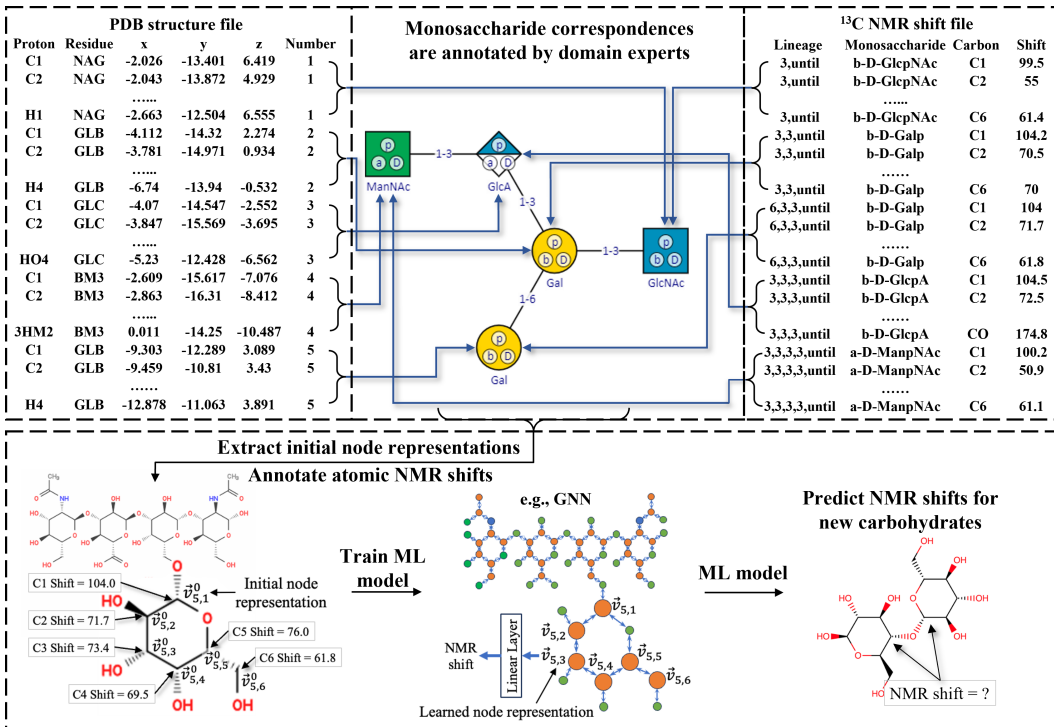 PDB structure file
Proton Residue x y z Number
C1 NAG -2.026 -13.401 6.419 1
C2 NAG -2.043 -13.872 4.929 1
......
H1 NAG -2.663 -12.504 6.555 1
C1 GLB -4.112 -14.32 2.274 2
C2 GLB -3.781 -14.971 0.934 2
......
H4 GLB -6.74 -13.94 -0.532 2
C1 GLC -4.07 -14.547 -2.552 3
C2 GLC -3.847 -15.569 -3.695 3
......
HO4 GLC -5.23 -12.428 -6.562 3
C1 BM3 -2.609 -15.617 -7.076 4
C2 BM3 -2.863 -16.31 -8.412 4
......
3HM2 BM3 0.011 -14.25 -10.487 4
C1 GLB -9.303 -12.289 3.089 5
C2 GLB -9.459 -10.81 3.43 5
......
H4 GLB -12.878 -11.063 3.891 5
Monosaccharide correspondences
are annotated by domain experts
p
a D
ManNAc
1-3
p
a D
GlcA
1-3
p
b D
Gal
1-3
p
b D
GlcNAc
1-6
p
b D
Gal
13C NMR shift file
Lineage Monosaccharide Carbon Shift
3,until b-D-GlcpNAc C1 99.5
3,until b-D-GlcpNAc C2 55
......
3,until b-D-GlcpNAc C6 61.4
3,3,until b-D-Galp C1 104.2
3,3,until b-D-Galp C2 70.5
......
3,3,until b-D-Galp C6 70
6,3,3,until b-D-Galp C1 104
6,3,3,until b-D-Galp C2 71.7
......
6,3,3,until b-D-Galp C6 61.8
3,3,3,until b-D-GlcpA C1 104.5
3,3,3,until b-D-GlcpA C2 72.5
......
3,3,3,until b-D-GlcpA CO 174.8
3,3,3,3,until a-D-ManpNAc C1 100.2
3,3,3,3,until a-D-ManpNAc C2 50.9
......
3,3,3,3,until a-D-ManpNAc C6 61.1
Extract initial node representations
Annotate atomic NMR shifts
C1 Shift = 104.0
C2 Shift = 71.7
C3 Shift = 73.4
C4 Shift = 69.5
C5 Shift = 76.0
C6 Shift = 61.8
Initial node
representation
Train ML
model
e.g., GNN
NMR
shift
Linear Layer
Learned node representation
ML model
Predict NMR shifts for
new carbohydrates
NMR shift = ?